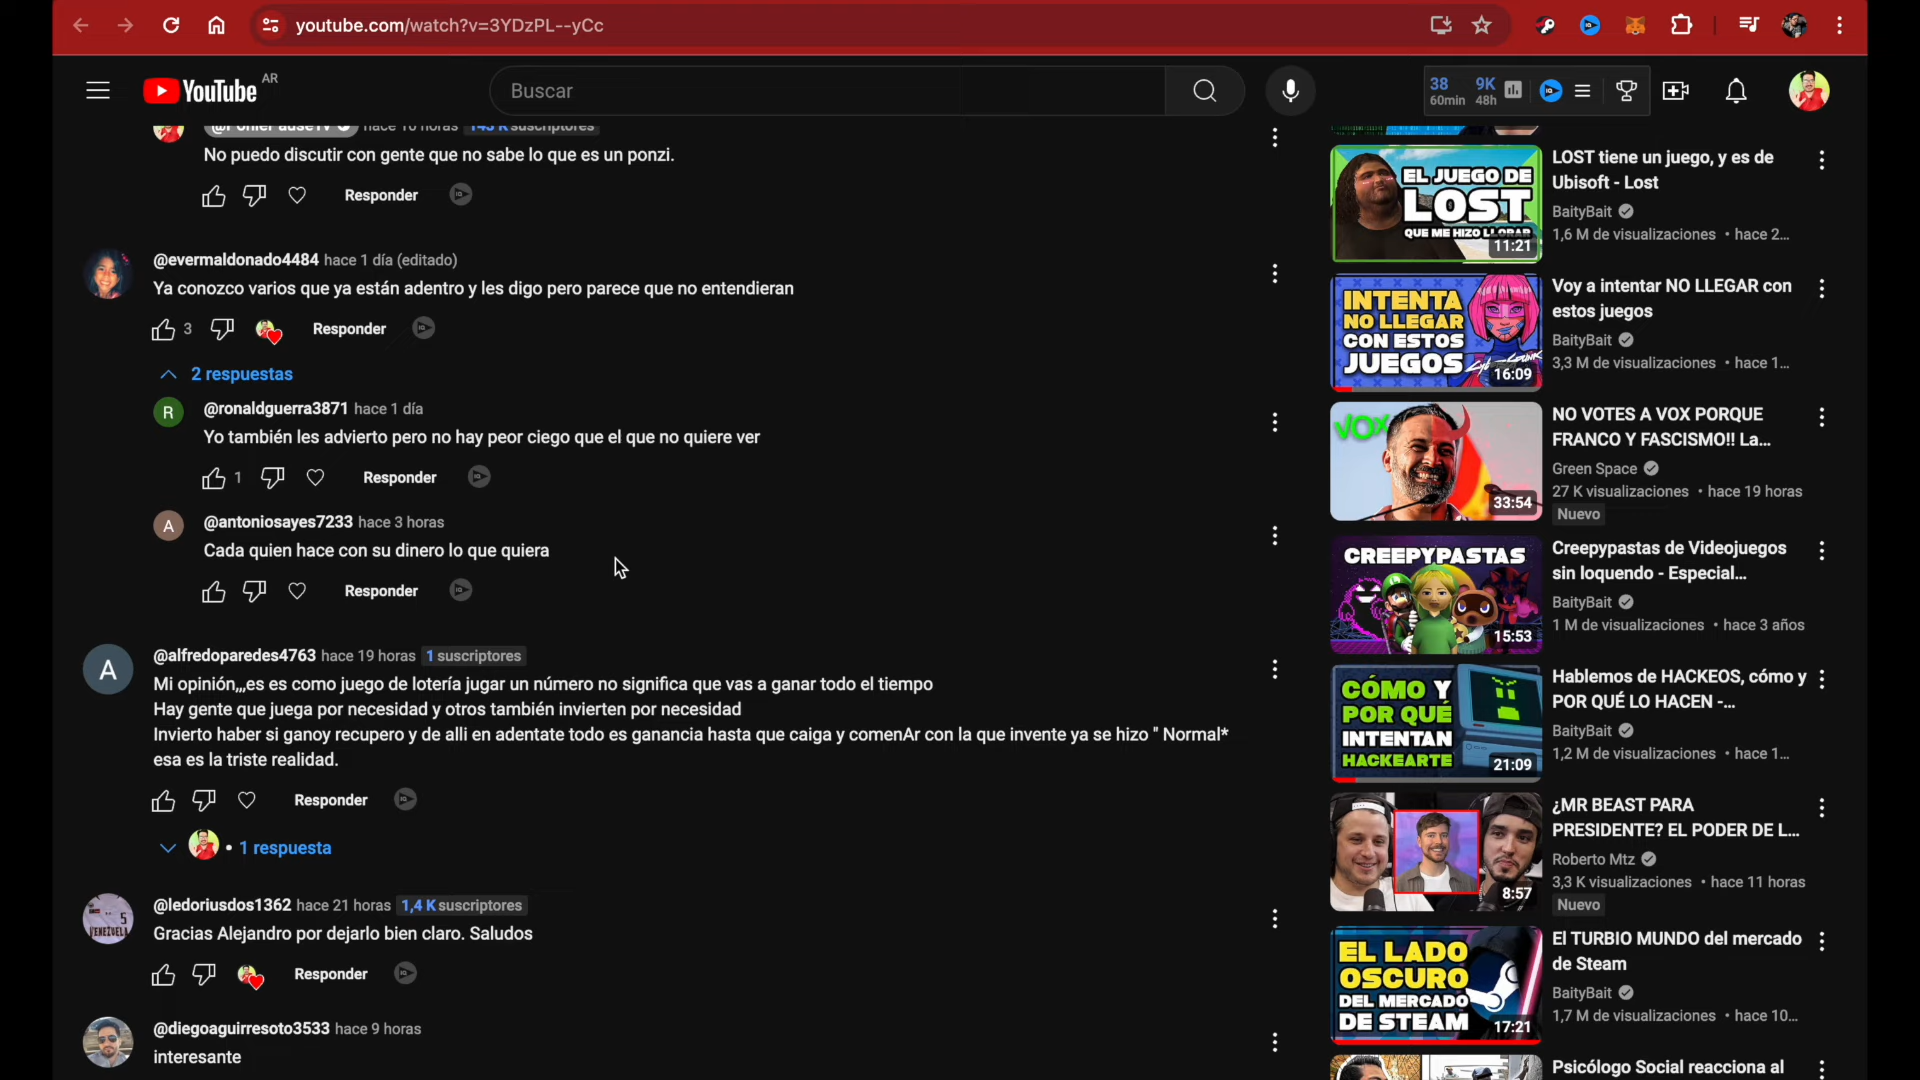 youtube.com/watch?v=3YDzPL--yCc
YouTube AR
Buscar
38 60min
9K 48h
@PonlePauseTv hace 16 horas 143 K suscriptores
No puedo discutir con gente que no sabe lo que es un ponzi.
Responder
@evermaldonado4484 hace 1 día (editado)
Ya conozco varios que ya están adentro y les digo pero parece que no entendieran
3 Responder
2 respuestas
R
@ronaldguerra3871 hace 1 día
Yo también les advierto pero no hay peor ciego que el que no quiere ver
1 Responder
A
@antoniosayes7233 hace 3 horas
Cada quien hace con su dinero lo que quiera
Responder
A
@alfredoparedes4763 hace 19 horas 1 suscriptores
Mi opinión,,,es es como juego de lotería jugar un número no significa que vas a ganar todo el tiempo
Hay gente que juega por necesidad y otros también invierten por necesidad
Invierto haber si ganoy recupero y de alli en adentate todo es ganancia hasta que caiga y comenAr con la que invente ya se hizo " Normal*
esa es la triste realidad.
Responder
• 1 respuesta
5
VENEZUELA
@ledoriusdos1362 hace 21 horas 1,4 K suscriptores
Gracias Alejandro por dejarlo bien claro. Saludos
Responder
@diegoaguirresoto3533 hace 9 horas
interesante
EL JUEGO DE
LOST
QUE ME HIZO LLORAR
11:21
LOST tiene un juego, y es de
Ubisoft - Lost
BaityBait
1,6 M de visualizaciones • hace 2...
INTENTA
NO LLEGAR
CON ESTOS
JUEGOS
16:09
Voy a intentar NO LLEGAR con
estos juegos
BaityBait
3,3 M de visualizaciones • hace 1...
VOX
33:54
NO VOTES A VOX PORQUE
FRANCO Y FASCISMO!! La...
Green Space
27 K visualizaciones • hace 19 horas
Nuevo
CREEPYPASTAS
15:53
Creepypastas de Videojuegos
sin loquendo - Especial...
BaityBait
1 M de visualizaciones • hace 3 años
CÓMO Y
POR QUÉ
INTENTAN
HACKEARTE
21:09
Hablemos de HACKEOS, cómo y
POR QUÉ LO HACEN -...
BaityBait
1,2 M de visualizaciones • hace 1...
8:57
¿MR BEAST PARA
PRESIDENTE? EL PODER DE L...
Roberto Mtz
3,3 K visualizaciones • hace 11 horas
Nuevo
EL LADO
OSCURO
DEL MERCADO
DE STEAM
17:21
El TURBIO MUNDO del mercado
de Steam
BaityBait
1,7 M de visualizaciones • hace 10...
Psicólogo Social reacciona al